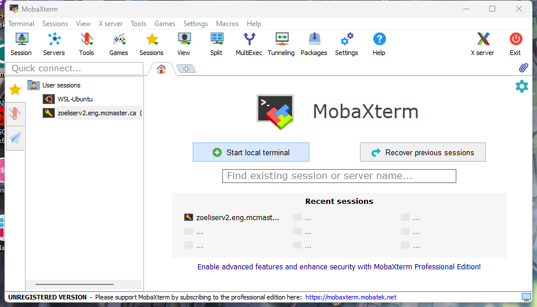 MobaXterm
Terminal Sessions View X server Tools Games Settings Macros Help
Session Servers Tools Games Sessions View Split MultiExec Tunneling Packages Settings Help X server Exit
Quick connect...
User sessions
WSL-Ubuntu
zoeliserv2.eng.mcmaster.ca (
MobaXterm
Start local terminal
Recover previous sessions
Find existing session or server name...
Recent sessions
zoeliserv2.eng.mcmast... ... ...
... ... ...
... ... ...
Enable advanced features and enhance security with MobaXterm Professional Edition!
UNREGISTERED VERSION - Please support MobaXterm by subscribing to the professional edition here: https://mobaxterm.mobatek.net